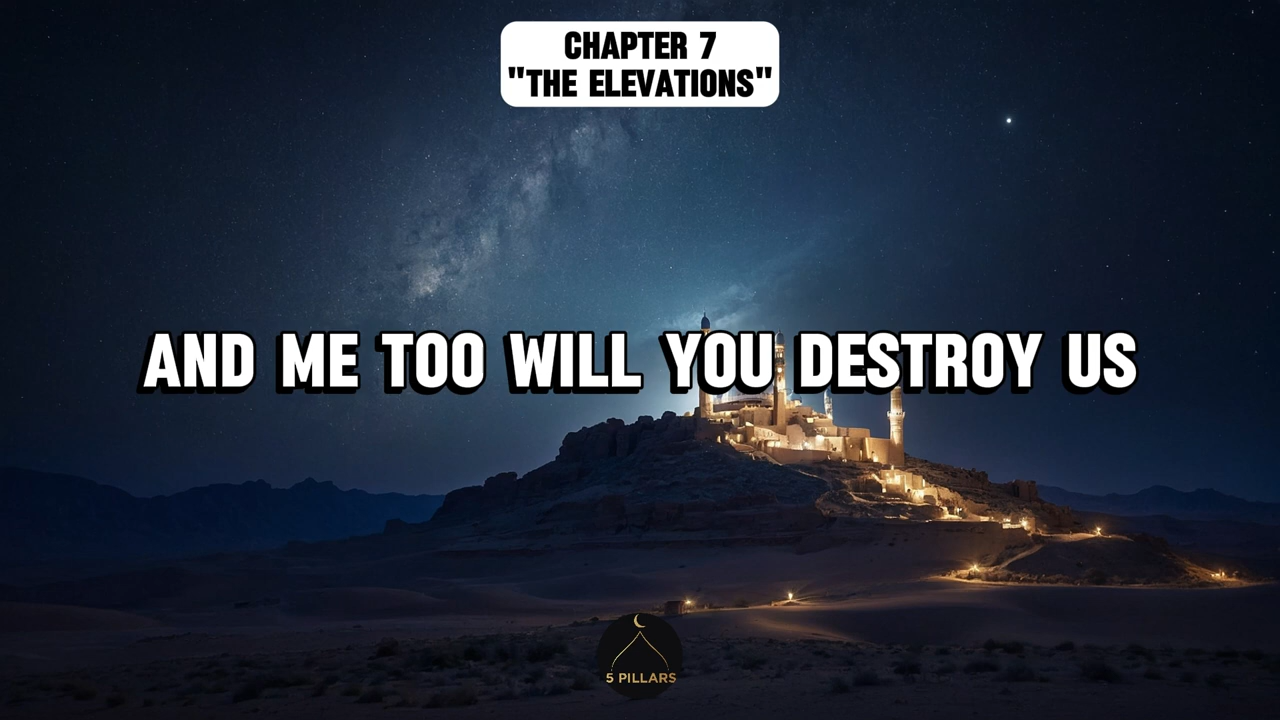 CHAPTER 7
"THE ELEVATIONS"
AND ME TOO WILL YOU DESTROY US
5 PILLARS